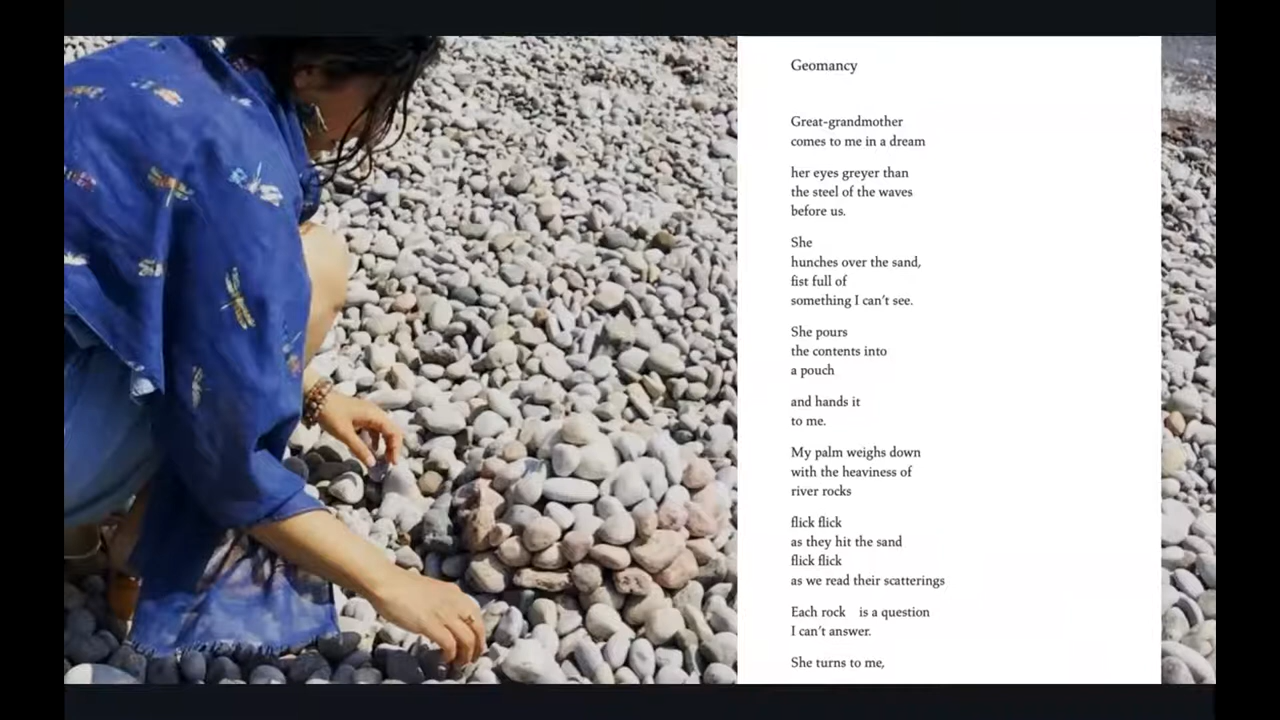 Geomancy
Great-grandmother
comes to me in a dream
her eyes greyer than
the steel of the waves
before us.
She
hunches over the sand,
fist full of
something I can't see.
She pours
the contents into
a pouch
and hands it
to me.
My palm weighs down
with the heaviness of
river rocks
flick flick
as they hit the sand
flick flick
as we read their scatterings
Each rock    is a question
I can't answer.
She turns to me,